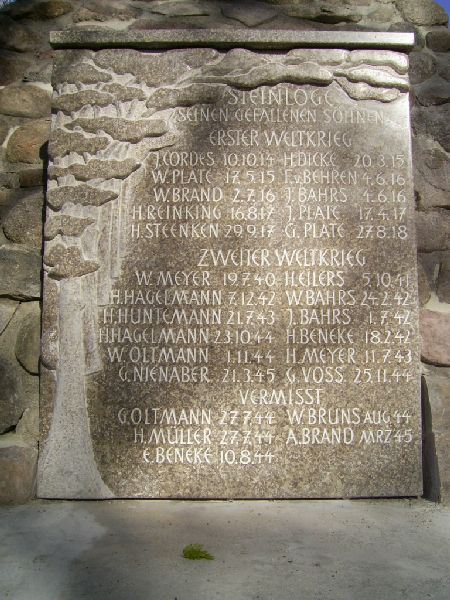 STEINLOGE
SEINEN GEFALLENEN SÖHNEN
ERSTER WELTKRIEG
J. CORDES 10.10.14 H. DIEKE 20.3.15
W. PLATE 17.5.15 F. v. BEHREN 4.6.16
W. BRAND 2.7.16 J. BAHRS 4.6.16
H. REINKING 16.8.17 J. PLATE 17.4.17
H. STEENKEN 29.9.17 G. PLATE 27.8.18
ZWEITER WELTKRIEG
W. MEYER 19.7.40 H. EILERS 5.10.41
H. HAGELMANN 7.12.42 W. BAHRS 24.2.42
H. HUNTEMANN 21.7.43 J. BAHRS 1.7.42
H. HAGELMANN 23.10.44 H. BENEKE 18.2.42
W. OLTMANN 1.11.44 H. MEYER 11.7.43
G. NIENABER 21.3.45 G. VOSS 25.11.44
VERMISST
G. OLTMANN 27.7.44 W. BRUNS AUG 44
H. MÜLLER 27.7.44 A. BRAND MRZ 45
E. BENEKE 10.8.44